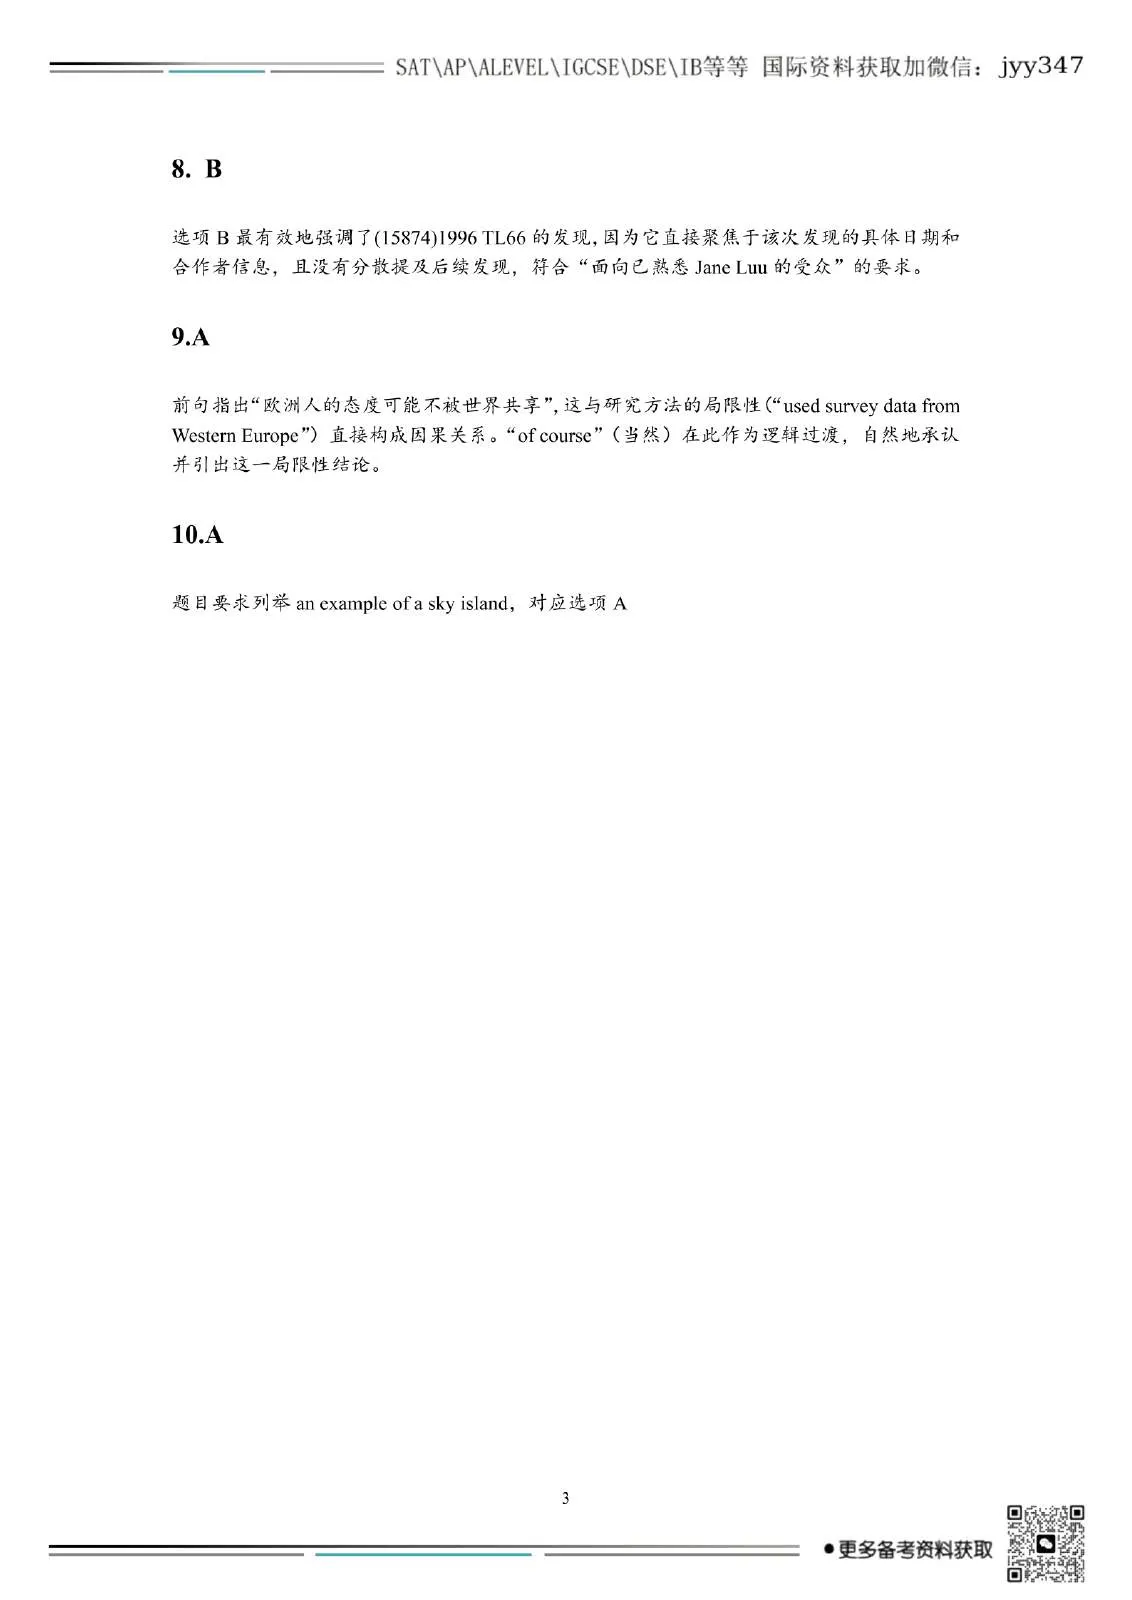 SAT\AP\ALEVEL\IGCSE\DSE\IB等等 国际资料获取加微信：jyy347
8. B
选项 B 最有效地强调了(15874)1996 TL66 的发现,因为它直接聚焦于该次发现的具体日期和
合作者信息，且没有分散提及后续发现，符合“面向已熟悉 Jane Luu 的受众”的要求。
9.A
前句指出“欧洲人的态度可能不被世界共享”,这与研究方法的局限性(“used survey data from
Western Europe”）直接构成因果关系。“of course”（当然）在此作为逻辑过渡，自然地承认
并引出这一局限性结论。
10.A
题目要求列举 an example of a sky island，对应选项 A
3
●更多备考资料获取